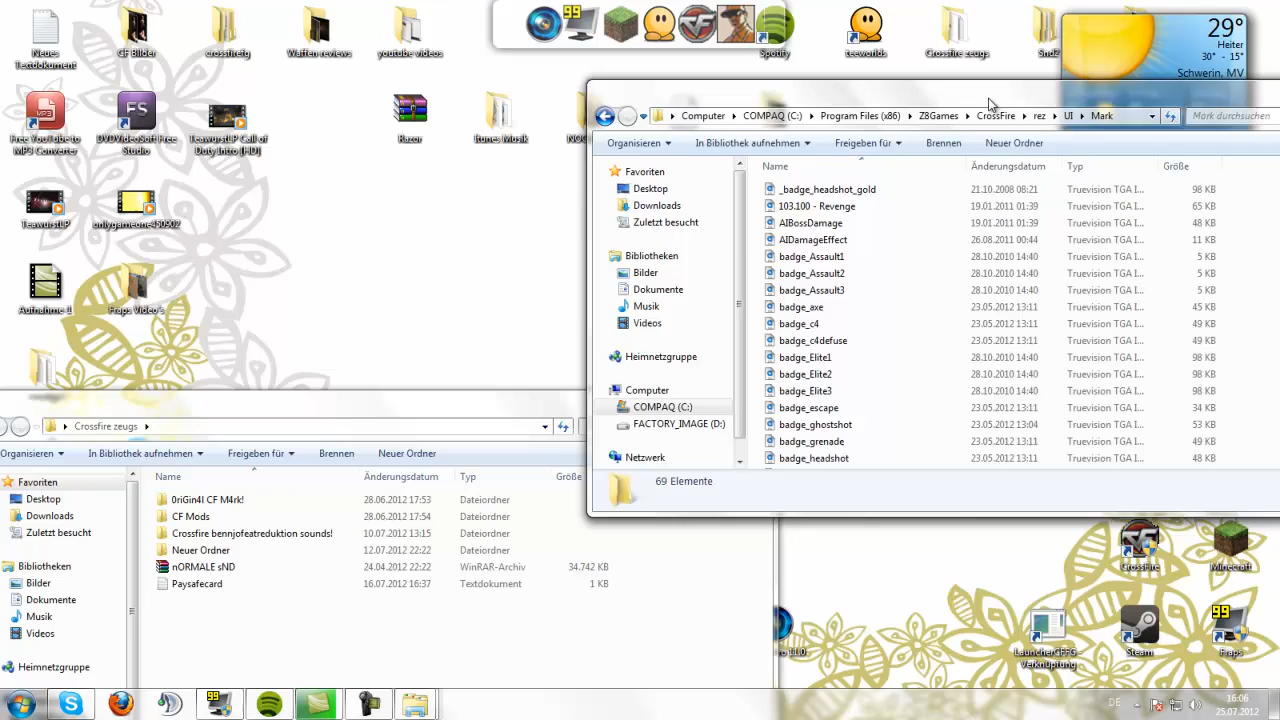 Neues
Textdokument
CF Bilder
crossfirefg
Waffen reviews
youtube videos
99
Spotify
teeworlds
Crossfire zeugs
29°
Heiter
30° - 15°
Schwerin, MV
MP3
Free YouTube to
MP3 Converter
FS
DVDVideoSoft Free
Studio
TeawurstLP Call of
Duty Intro [HD]
Razor
Itunes Musik
TeawurstLP
onlygameone450902
Aufnahme-1
Fraps Video's
Computer
COMPAQ (C:)
Program Files (x86)
Z8Games
CrossFire
rez
UI
Mark
Mark durchsuchen
Organisieren
In Bibliothek aufnehmen
Freigeben für
Brennen
Neuer Ordner
Favoriten
Desktop
Downloads
Zuletzt besucht
Bibliotheken
Bilder
Dokumente
Musik
Videos
Heimnetzgruppe
Computer
COMPAQ (C:)
FACTORY_IMAGE (D:)
Netzwerk
Name Änderungsdatum Typ Größe
_badge_headshot_gold 21.10.2008 08:21 Truevision TGA I... 98 KB
103.100 - Revenge 19.01.2011 01:39 Truevision TGA I... 65 KB
AIBossDamage 19.01.2011 01:39 Truevision TGA I... 48 KB
AIDamageEffect 26.08.2011 00:44 Truevision TGA I... 11 KB
badge_Assault1 28.10.2010 14:40 Truevision TGA I... 5 KB
badge_Assault2 28.10.2010 14:40 Truevision TGA I... 5 KB
badge_Assault3 28.10.2010 14:40 Truevision TGA I... 5 KB
badge_axe 23.05.2012 13:11 Truevision TGA I... 45 KB
badge_c4 23.05.2012 13:11 Truevision TGA I... 49 KB
badge_c4defuse 23.05.2012 13:11 Truevision TGA I... 49 KB
badge_Elite1 28.10.2010 14:40 Truevision TGA I... 98 KB
badge_Elite2 28.10.2010 14:40 Truevision TGA I... 98 KB
badge_Elite3 28.10.2010 14:40 Truevision TGA I... 98 KB
badge_escape 23.05.2012 13:11 Truevision TGA I... 34 KB
badge_ghostshot 23.05.2012 13:04 Truevision TGA I... 53 KB
badge_grenade 23.05.2012 13:11 Truevision TGA I... 49 KB
badge_headshot 23.05.2012 13:11 Truevision TGA I... 48 KB
69 Elemente
Crossfire zeugs
Organisieren
In Bibliothek aufnehmen
Freigeben für
Brennen
Neuer Ordner
Favoriten
Desktop
Downloads
Zuletzt besucht
Bibliotheken
Bilder
Dokumente
Musik
Videos
Heimnetzgruppe
Name Änderungsdatum Typ Größe
0riGin4l CF M4rk! 28.06.2012 17:53 Dateiordner
CF Mods 28.06.2012 17:54 Dateiordner
Crossfire bennjofeatreduktion sounds! 10.07.2012 13:15 Dateiordner
Neuer Ordner 12.07.2012 22:22 Dateiordner
nORMALE sND 24.04.2012 22:22 WinRAR-Archiv 34.742 KB
Paysafecard 16.07.2012 16:37 Textdokument 1 KB
CrossFire
Minecraft
LauncherCFFG -
Verknüpfung
Steam
99
Fraps
99
DE
16:06
25.07.2012